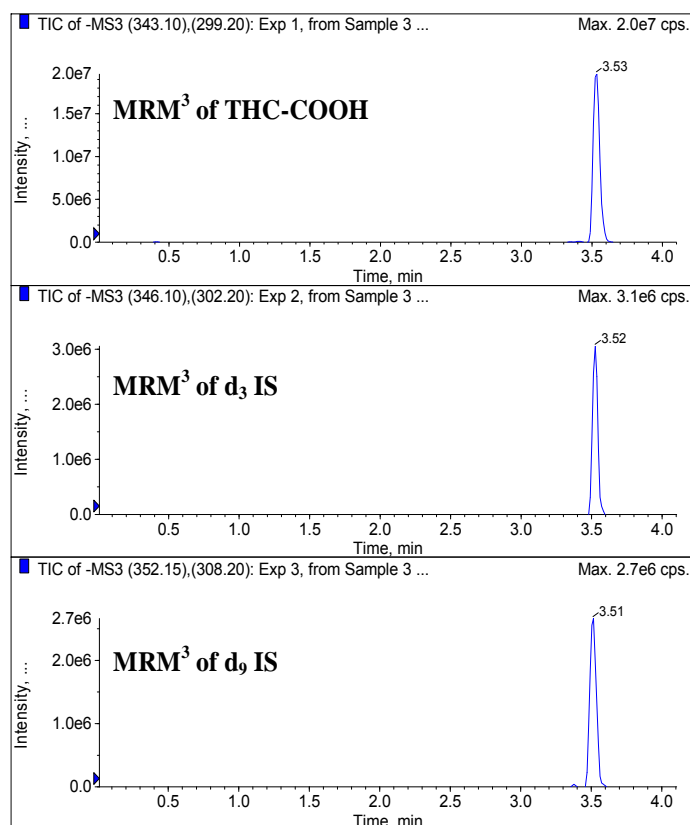 TIC of -MS3 (343.10),(299.20): Exp 1, from Sample 3 ... Max. 2.0e7 cps.
2.0e7
3.53
MRM³ of THC-COOH
1.5e7
1.0e7
5.0e6
0.0
Intensity, ...
0.5 1.0 1.5 2.0 2.5 3.0 3.5 4.0
Time, min
TIC of -MS3 (346.10),(302.20): Exp 2, from Sample 3 ... Max. 3.1e6 cps.
3.52
3.0e6
MRM³ of d₃ IS
2.0e6
1.0e6
0.0
Intensity, ...
0.5 1.0 1.5 2.0 2.5 3.0 3.5 4.0
Time, min
TIC of -MS3 (352.15),(308.20): Exp 3, from Sample 3 ... Max. 2.7e6 cps.
2.7e6
3.51
MRM³ of d₉ IS
2.0e6
1.0e6
0.0
Intensity, ...
0.5 1.0 1.5 2.0 2.5 3.0 3.5 4.0
Time, min